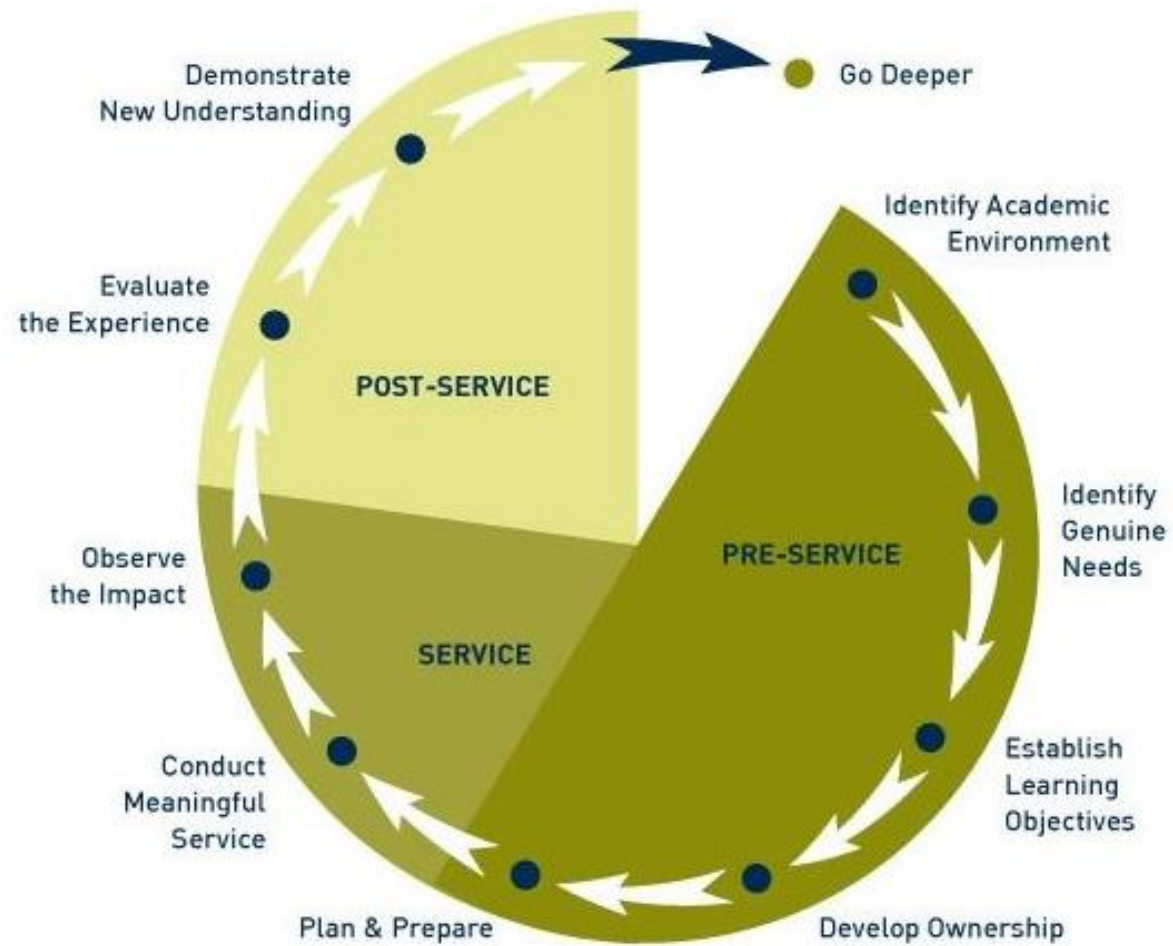 Demonstrate
New Understanding
Go Deeper
Identify Academic
Environment
Evaluate
the Experience
POST-SERVICE
Identify
Genuine
Needs
PRE-SERVICE
Observe
the Impact
SERVICE
Establish
Learning
Objectives
Conduct
Meaningful
Service
Plan & Prepare
Develop Ownership